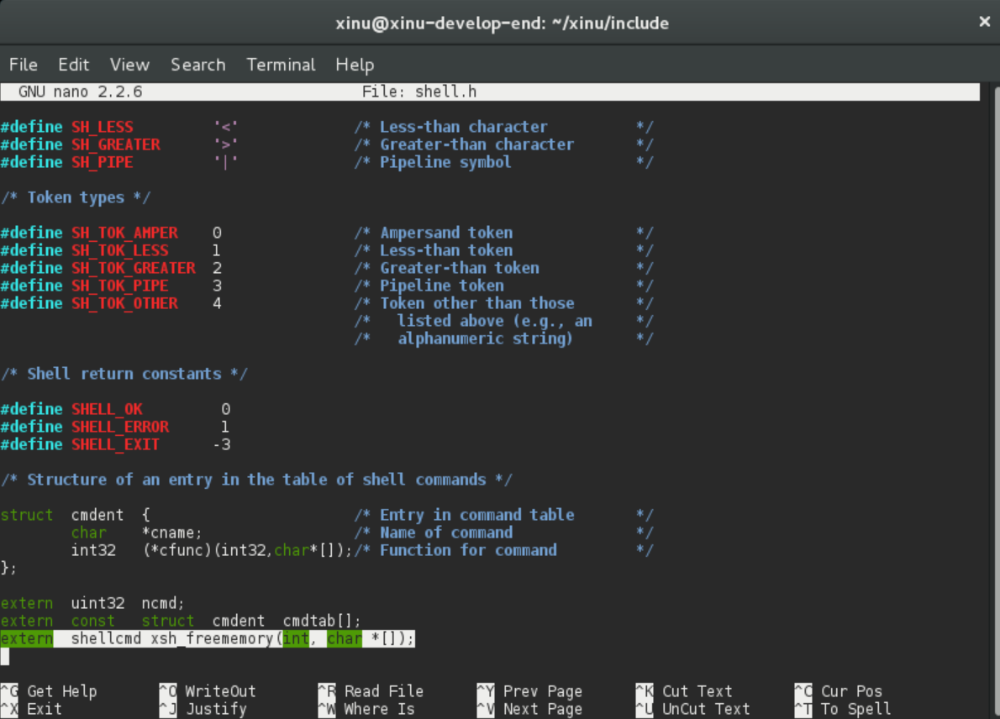 xinu@xinu-develop-end: ~/xinu/include ×
File Edit View Search Terminal Help
GNU nano 2.2.6 File: shell.h
#define SH_LESS '<' /* Less-than character */
#define SH_GREATER '>' /* Greater-than character */
#define SH_PIPE '|' /* Pipeline symbol */
/* Token types */
#define SH_TOK_AMPER 0 /* Ampersand token */
#define SH_TOK_LESS 1 /* Less-than token */
#define SH_TOK_GREATER 2 /* Greater-than token */
#define SH_TOK_PIPE 3 /* Pipeline token */
#define SH_TOK_OTHER 4 /* Token other than those */
/* listed above (e.g., an */
/* alphanumeric string) */
/* Shell return constants */
#define SHELL_OK 0
#define SHELL_ERROR 1
#define SHELL_EXIT -3
/* Structure of an entry in the table of shell commands */
struct cmdent { /* Entry in command table */
char *cname; /* Name of command */
int32 (*cfunc)(int32,char*[]);/* Function for command */
};
extern uint32 ncmd;
extern const struct cmdent cmdtab[];
extern shellcmd xsh_freememory(int, char *[]);
^G Get Help ^O WriteOut ^R Read File ^Y Prev Page ^K Cut Text ^C Cur Pos
^X Exit ^J Justify ^W Where Is ^V Next Page ^U UnCut Text ^T To Spell